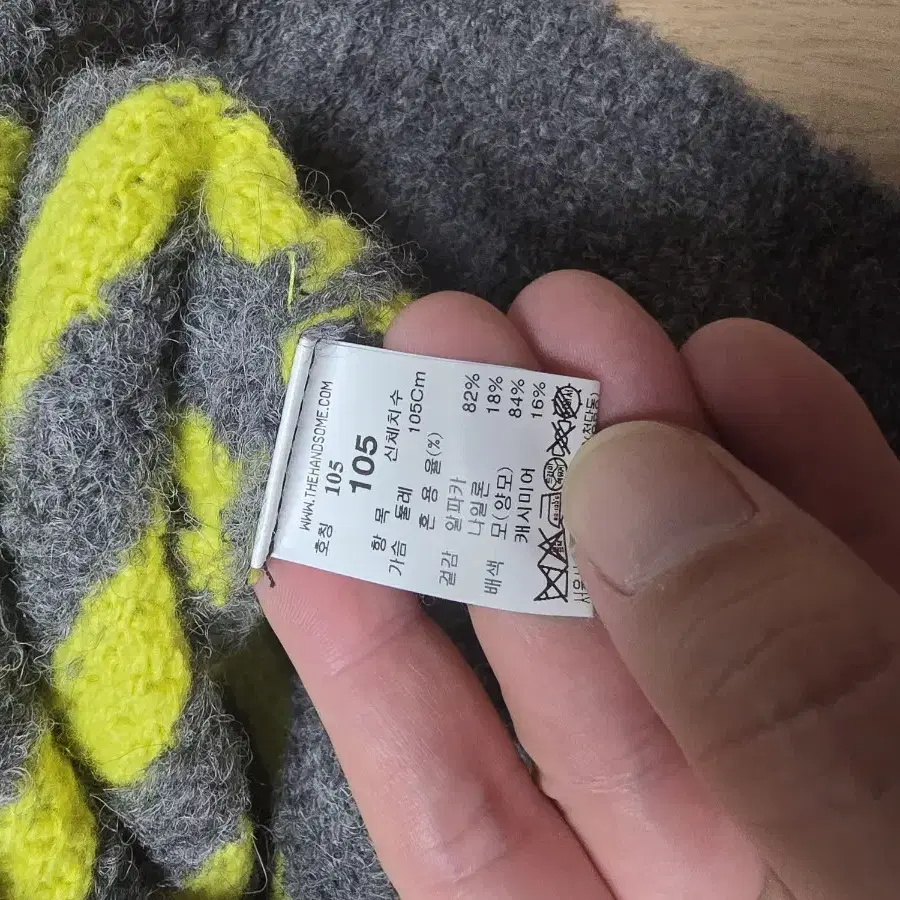 WWW.THEHANDSOME.COM
호칭 105
105
항 목 신체치수
가슴 둘레 105Cm
혼 용 율(%)
겉감 알파카 82%
나일론 18%
배색 모(양모) 84%
캐시미어 16%